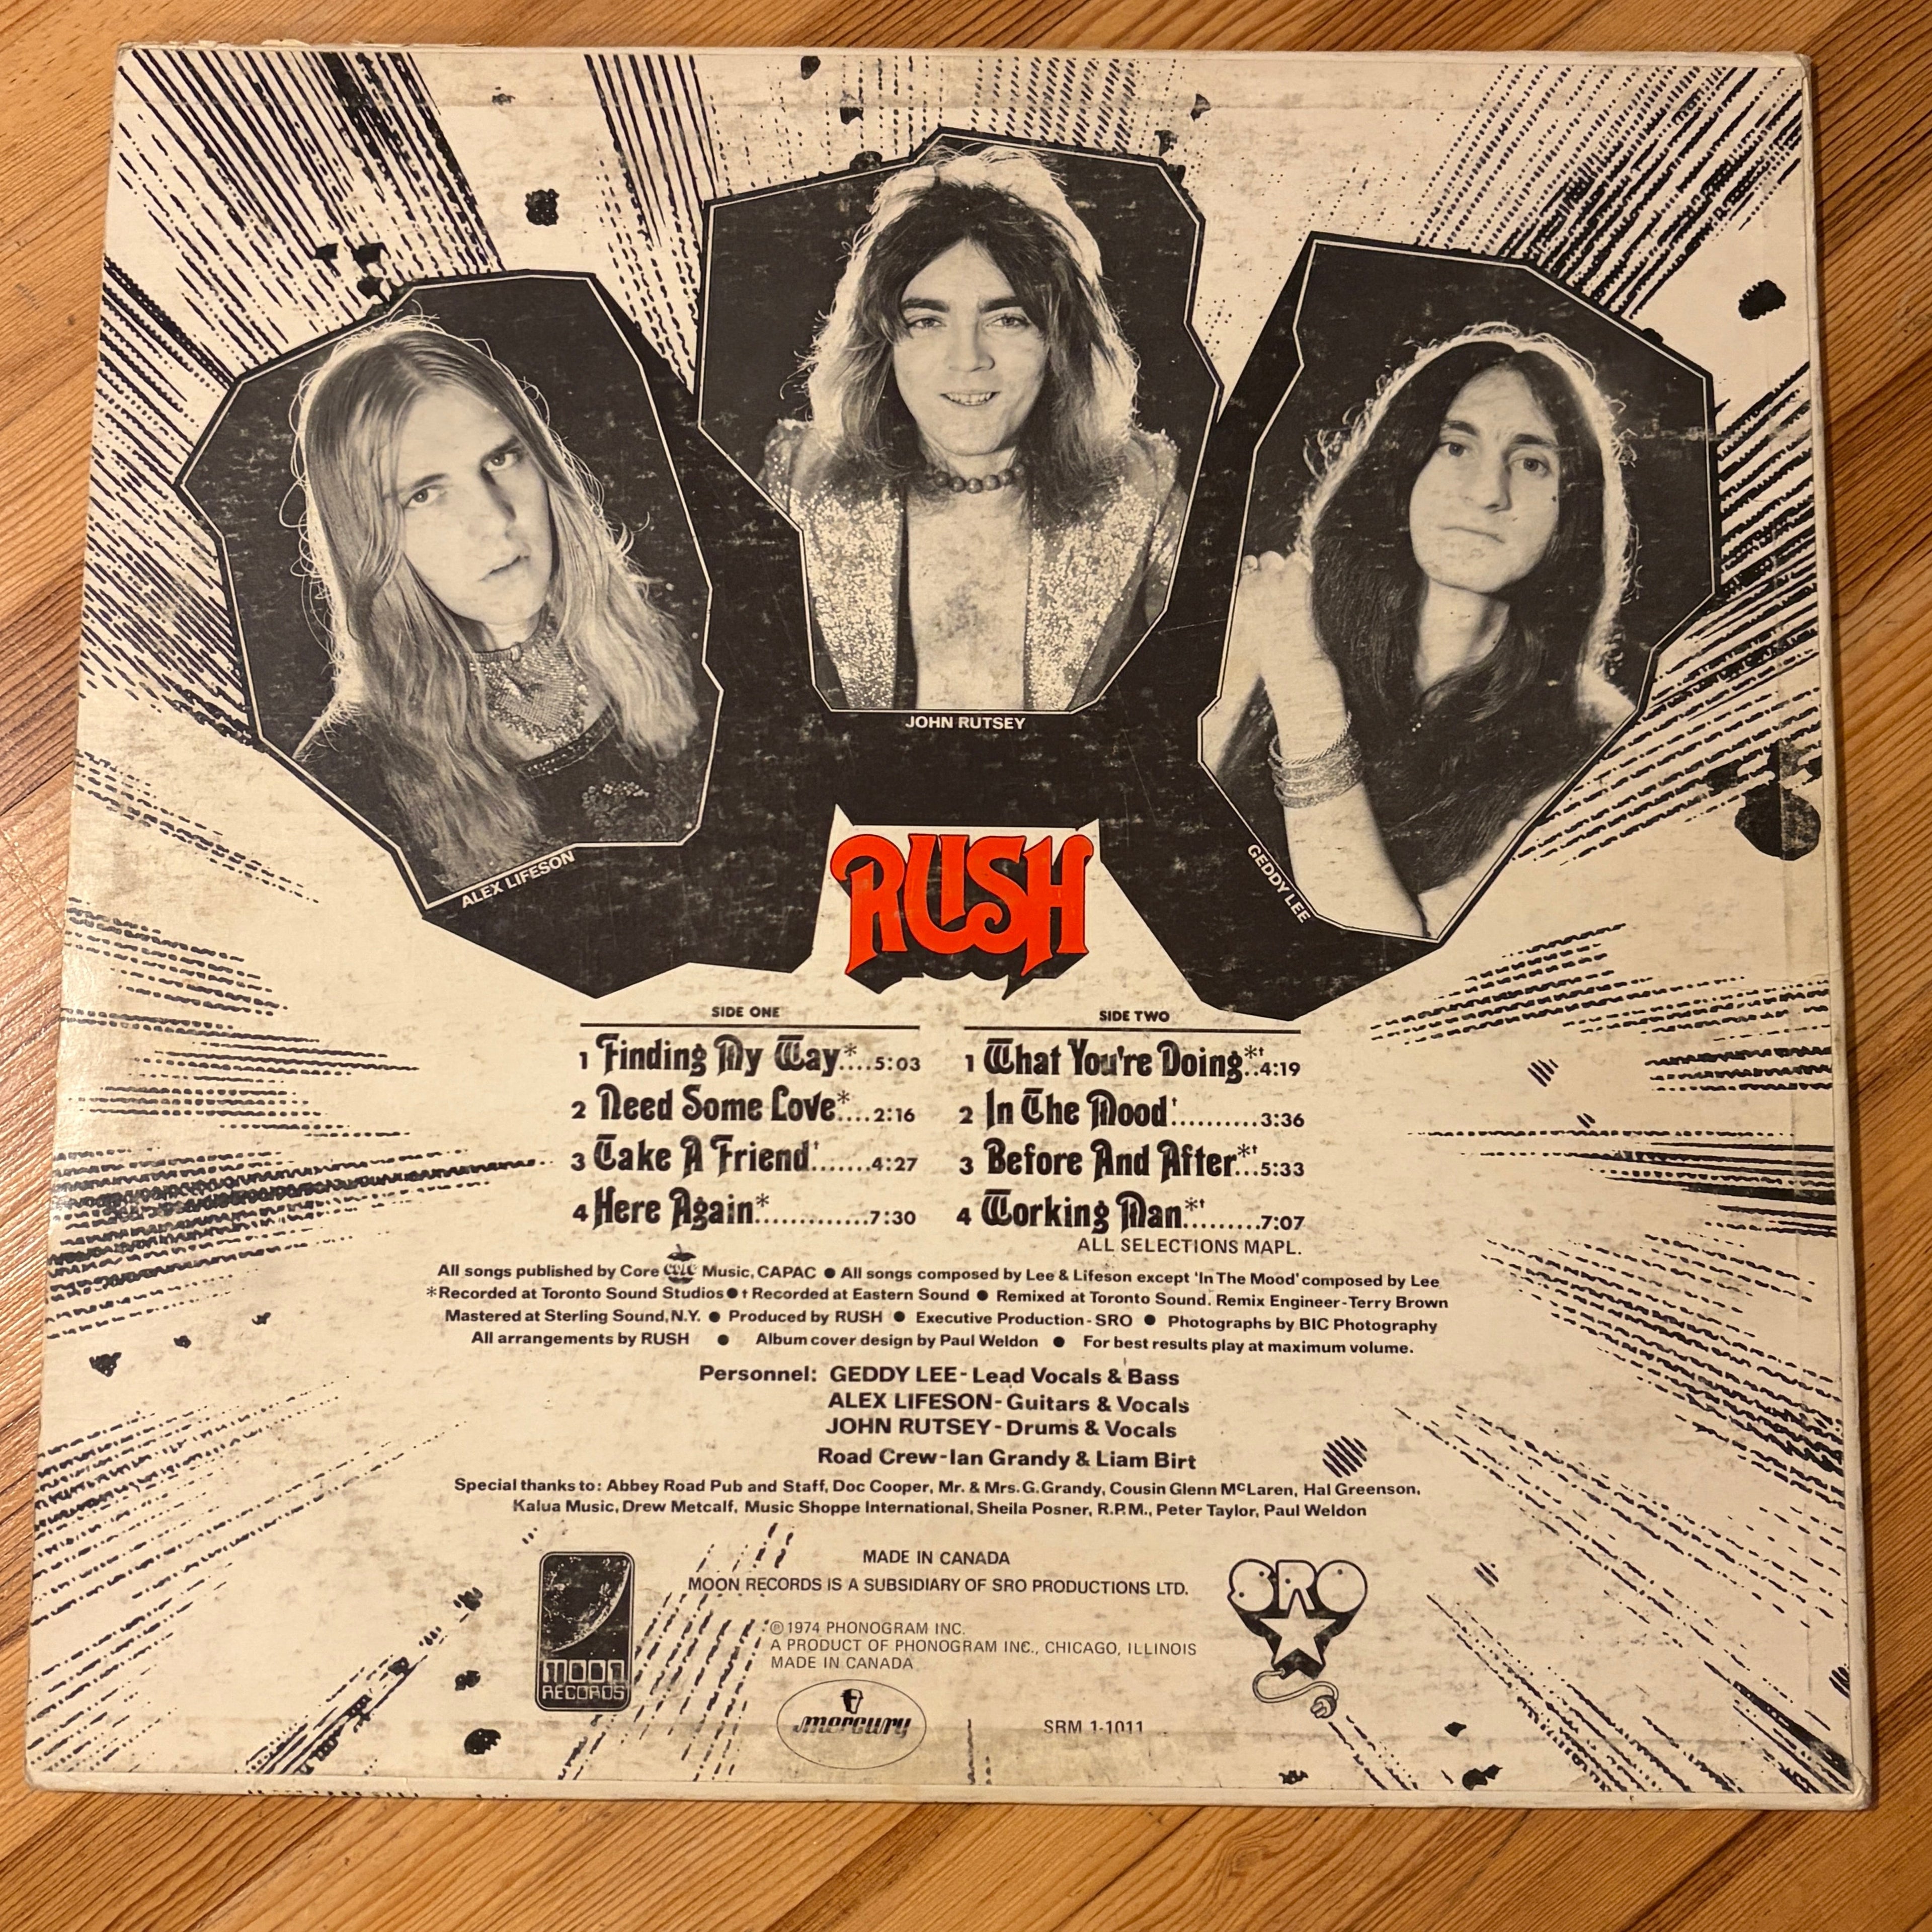 JOHN RUTSEY
ALEX LIFESON
GEDDY LEE
RUSH
SIDE ONE
1 Finding My Way*....5:03
2 Need Some Love*....2:16
3 Take A Friend†.......4:27
4 Here Again*.............7:30
SIDE TWO
1 What You're Doing*†..4:19
2 In The Mood†..........3:36
3 Before And After*†...5:33
4 Working Man*†.........7:07
ALL SELECTIONS MAPL.
All songs published by Core CORE Music, CAPAC ● All songs composed by Lee & Lifeson except 'In The Mood' composed by Lee
*Recorded at Toronto Sound Studios ● † Recorded at Eastern Sound ● Remixed at Toronto Sound. Remix Engineer-Terry Brown
Mastered at Sterling Sound, N.Y. ● Produced by RUSH ● Executive Production-SRO ● Photographs by BIC Photography
All arrangements by RUSH ● Album cover design by Paul Weldon ● For best results play at maximum volume.
Personnel: GEDDY LEE-Lead Vocals & Bass
ALEX LIFESON-Guitars & Vocals
JOHN RUTSEY-Drums & Vocals
Road Crew-Ian Grandy & Liam Birt
Special thanks to: Abbey Road Pub and Staff, Doc Cooper, Mr. & Mrs. G. Grandy, Cousin Glenn McLaren, Hal Greenson,
Kalua Music, Drew Metcalf, Music Shoppe International, Sheila Posner, R.P.M., Peter Taylor, Paul Weldon
MADE IN CANADA
MOON RECORDS IS A SUBSIDIARY OF SRO PRODUCTIONS LTD.
℗ 1974 PHONOGRAM INC.
A PRODUCT OF PHONOGRAM INC., CHICAGO, ILLINOIS
MADE IN CANADA
MOON
RECORDS
SRO
mercury
SRM 1-1011